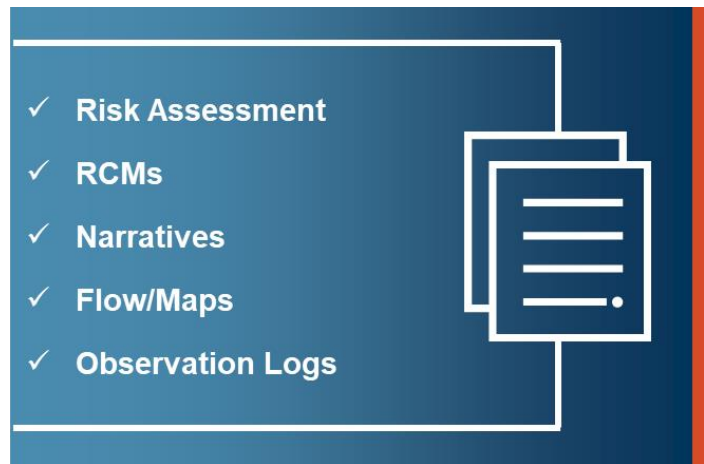 ✓ Risk Assessment
✓ RCMs
✓ Narratives
✓ Flow/Maps
✓ Observation Logs